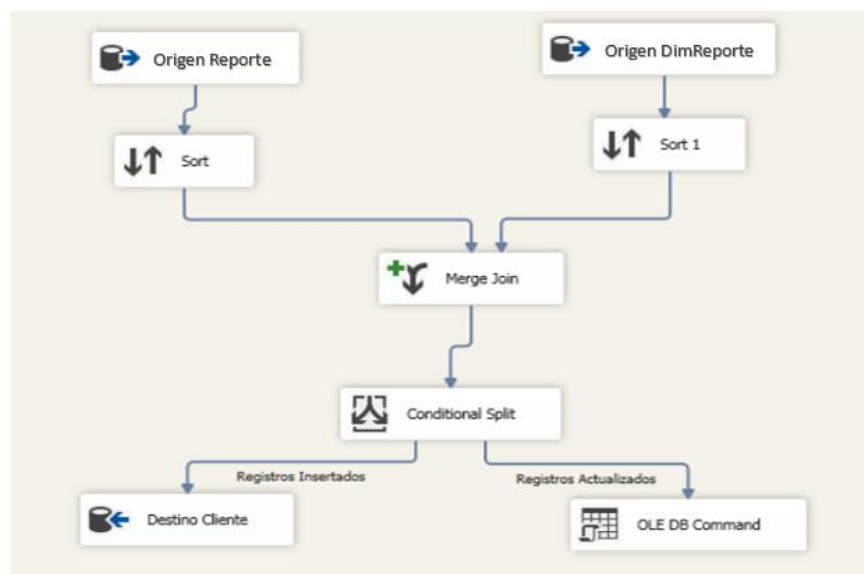 Origen Reporte
Origen DimReporte
Sort
Sort 1
Merge Join
Conditional Split
Registros Insertados
Registros Actualizados
Destino Cliente
OLE DB Command